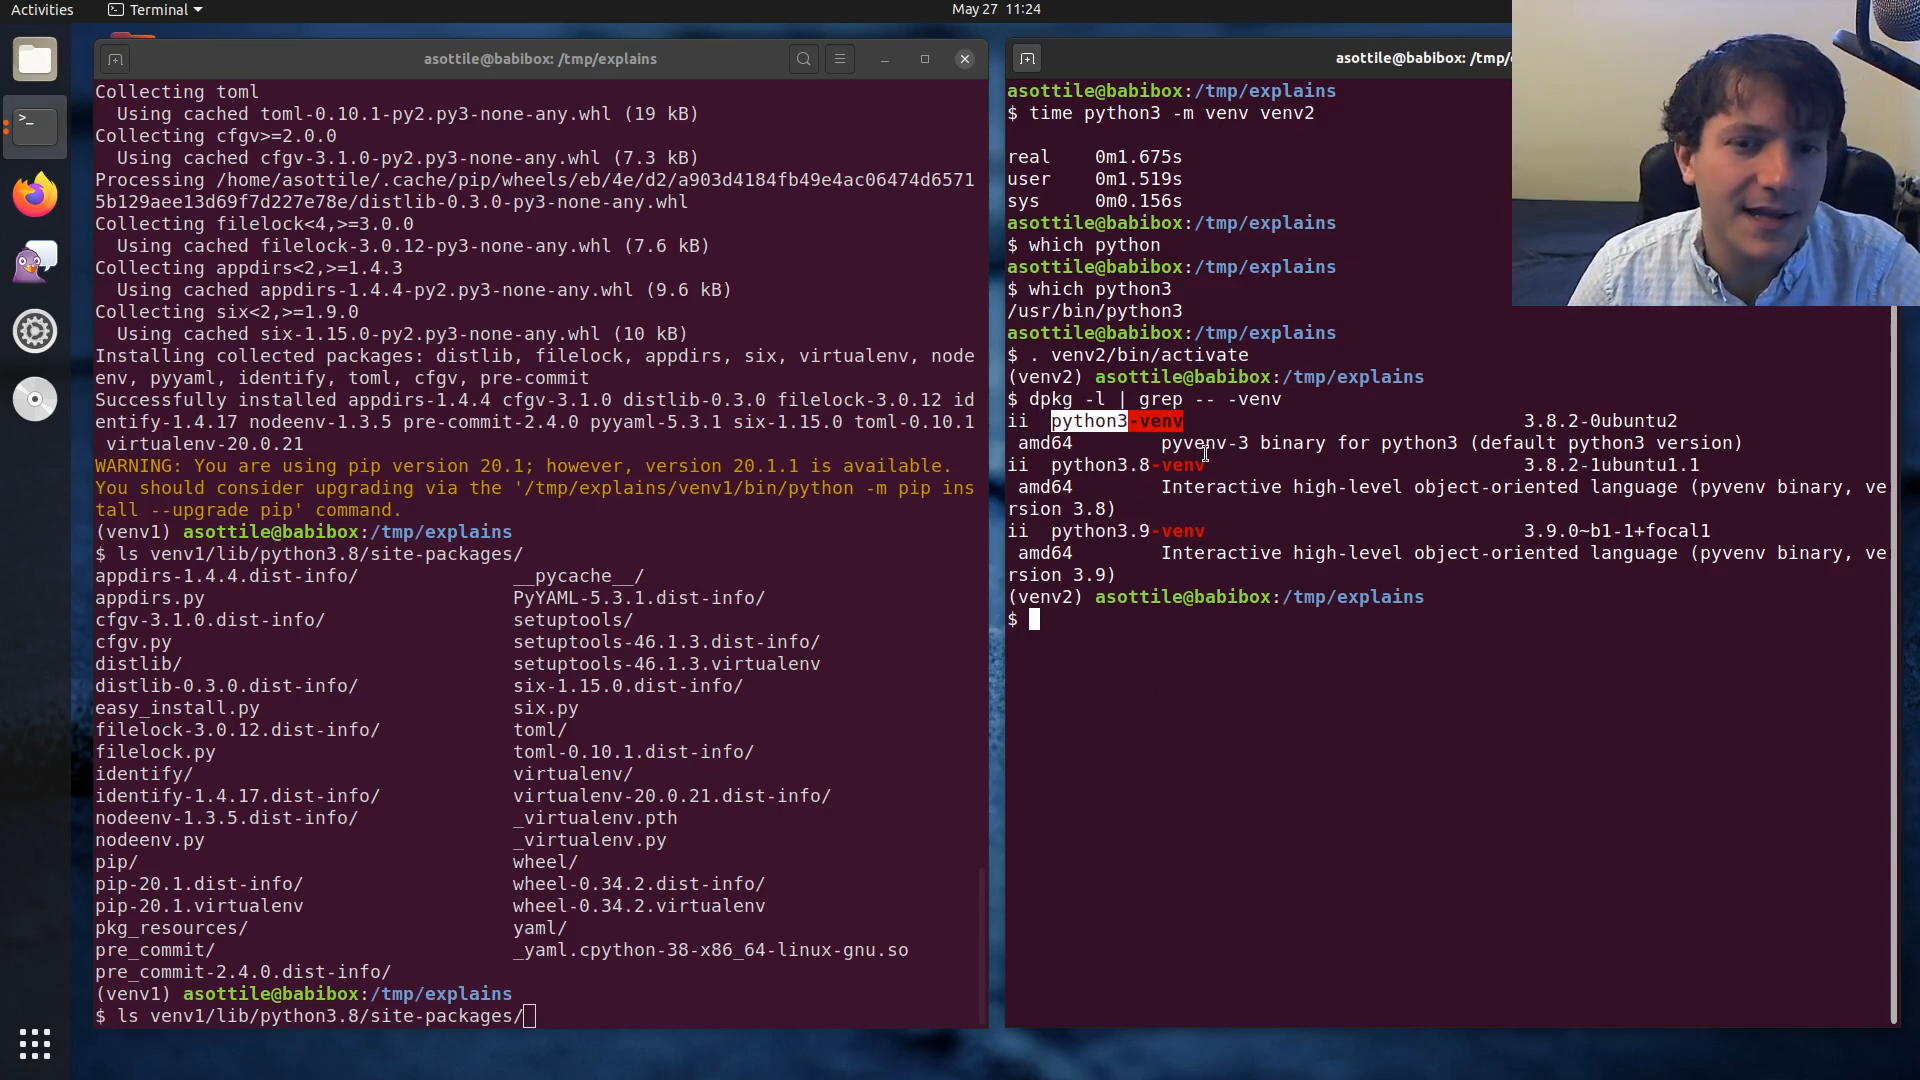 Activities
Terminal
May 27 11:24
asottile@babibox: /tmp/explains
Collecting toml
  Using cached toml-0.10.1-py2.py3-none-any.whl (19 kB)
Collecting cfgv>=2.0.0
  Using cached cfgv-3.1.0-py2.py3-none-any.whl (7.3 kB)
Processing /home/asottile/.cache/pip/wheels/eb/4e/d2/a903d4184fb49e4ac06474d6571
5b129aee13d69f7d227e78e/distlib-0.3.0-py3-none-any.whl
Collecting filelock<4,>=3.0.0
  Using cached filelock-3.0.12-py3-none-any.whl (7.6 kB)
Collecting appdirs<2,>=1.4.3
  Using cached appdirs-1.4.4-py2.py3-none-any.whl (9.6 kB)
Collecting six<2,>=1.9.0
  Using cached six-1.15.0-py2.py3-none-any.whl (10 kB)
Installing collected packages: distlib, filelock, appdirs, six, virtualenv, node
env, pyyaml, identify, toml, cfgv, pre-commit
Successfully installed appdirs-1.4.4 cfgv-3.1.0 distlib-0.3.0 filelock-3.0.12 id
entify-1.4.17 nodeenv-1.3.5 pre-commit-2.4.0 pyyaml-5.3.1 six-1.15.0 toml-0.10.1
 virtualenv-20.0.21
WARNING: You are using pip version 20.1; however, version 20.1.1 is available.
You should consider upgrading via the '/tmp/explains/venv1/bin/python -m pip ins
tall --upgrade pip' command.
(venv1) asottile@babibox:/tmp/explains
$ ls venv1/lib/python3.8/site-packages/
appdirs-1.4.4.dist-info/ __pycache__/
appdirs.py PyYAML-5.3.1.dist-info/
cfgv-3.1.0.dist-info/ setuptools/
cfgv.py setuptools-46.1.3.dist-info/
distlib/ setuptools-46.1.3.virtualenv
distlib-0.3.0.dist-info/ six-1.15.0.dist-info/
easy_install.py six.py
filelock-3.0.12.dist-info/ toml/
filelock.py toml-0.10.1.dist-info/
identify/ virtualenv/
identify-1.4.17.dist-info/ virtualenv-20.0.21.dist-info/
nodeenv-1.3.5.dist-info/ _virtualenv.pth
nodeenv.py _virtualenv.py
pip/ wheel/
pip-20.1.dist-info/ wheel-0.34.2.dist-info/
pip-20.1.virtualenv wheel-0.34.2.virtualenv
pkg_resources/ yaml/
pre_commit/ _yaml.cpython-38-x86_64-linux-gnu.so
pre_commit-2.4.0.dist-info/
(venv1) asottile@babibox:/tmp/explains
$ ls venv1/lib/python3.8/site-packages/
asottile@babibox: /tmp/
asottile@babibox:/tmp/explains
$ time python3 -m venv venv2
real 0m1.675s
user 0m1.519s
sys 0m0.156s
asottile@babibox:/tmp/explains
$ which python
asottile@babibox:/tmp/explains
$ which python3
/usr/bin/python3
asottile@babibox:/tmp/explains
$ . venv2/bin/activate
(venv2) asottile@babibox:/tmp/explains
$ dpkg -l | grep -- -venv
ii  python3-venv 3.8.2-0ubuntu2
 amd64 pyvenv-3 binary for python3 (default python3 version)
ii  python3.8-venv 3.8.2-1ubuntu1.1
 amd64 Interactive high-level object-oriented language (pyvenv binary, ve
rsion 3.8)
ii  python3.9-venv 3.9.0~b1-1+focal1
 amd64 Interactive high-level object-oriented language (pyvenv binary, ve
rsion 3.9)
(venv2) asottile@babibox:/tmp/explains
$